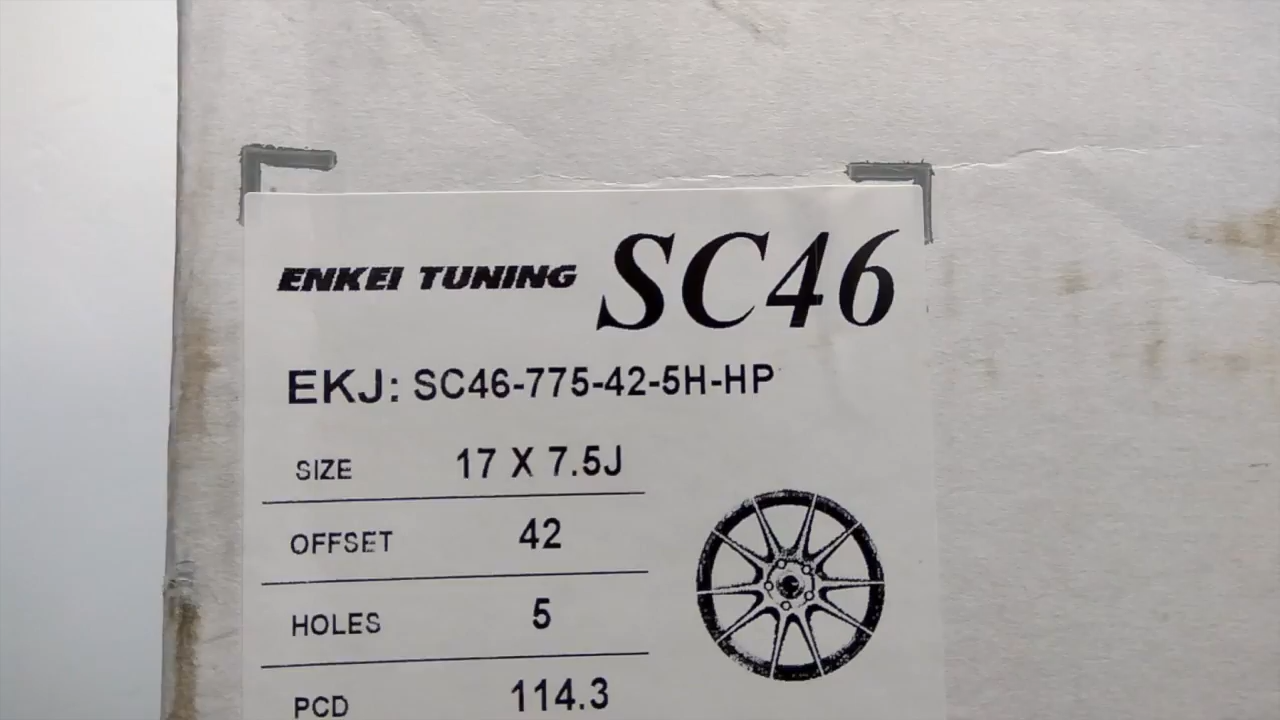 ENKEI TUNING SC46
EKJ: SC46-775-42-5H-HP
SIZE 17 X 7.5J
OFFSET 42
HOLES 5
PCD 114.3